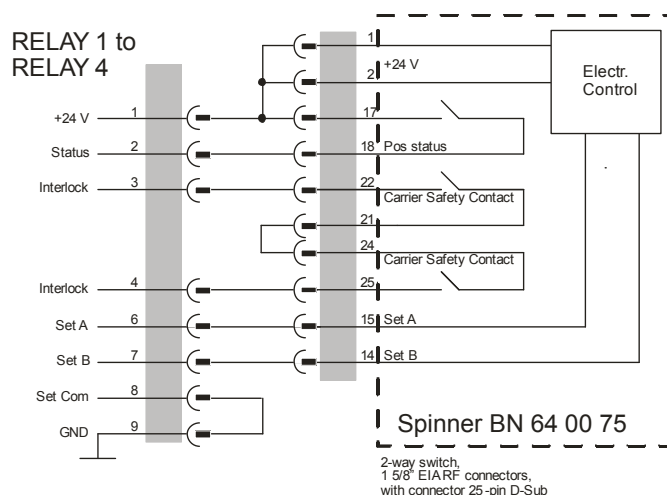 RELAY 1 to
RELAY 4
1
+24 V
2
Electr.
Control
+24 V 1 17
Status 2 18 Pos status
Interlock 3 22
Carrier Safety Contact
21
24
Carrier Safety Contact
Interlock 4 25
Set A 6 15 Set A
Set B 7 14 Set B
Set Com 8
GND 9
Spinner BN 64 00 75
2-way switch,
1 5/8" EIA RF connectors,
with connector 25-pin D-Sub